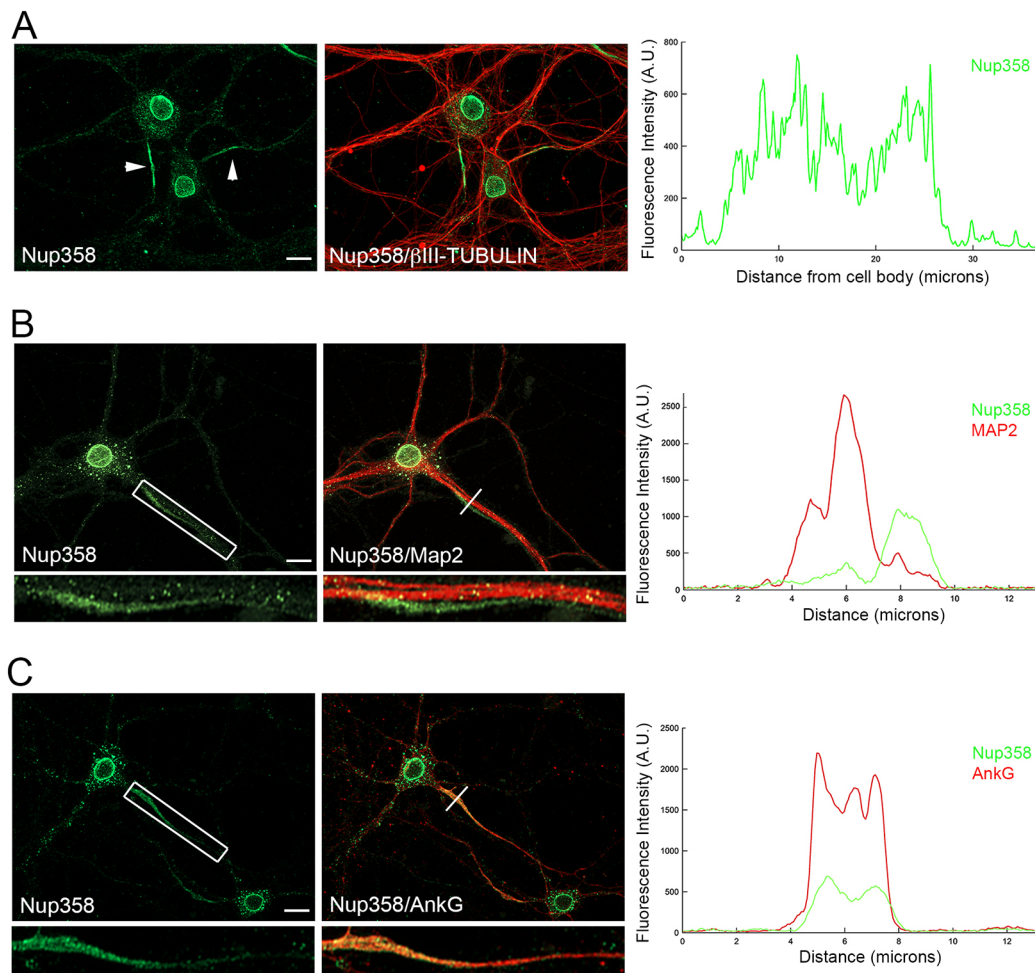 A
Nup358
Nup358/βIII-TUBULIN
Fluorescence Intensity (A.U.)
800
600
400
200
0
0 10 20 30
Distance from cell body (microns)
Nup358
B
Nup358
Nup358/Map2
Fluorescence Intensity (A.U.)
2500
2000
1500
1000
500
0
0 2 4 6 8 10 12
Distance (microns)
Nup358
MAP2
C
Nup358
Nup358/AnkG
Fluorescence Intensity (A.U.)
2500
2000
1500
1000
500
0
0 2 4 6 8 10 12
Distance (microns)
Nup358
AnkG